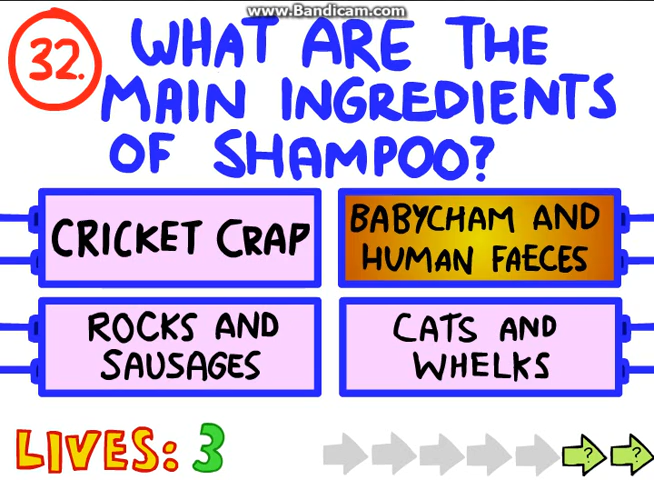 www.Bandicam.com
32.
WHAT ARE THE
MAIN INGREDIENTS
OF SHAMPOO?
CRICKET CRAP
BABYCHAM AND
HUMAN FAECES
ROCKS AND
SAUSAGES
CATS AND
WHELKS
LIVES: 3
? ?